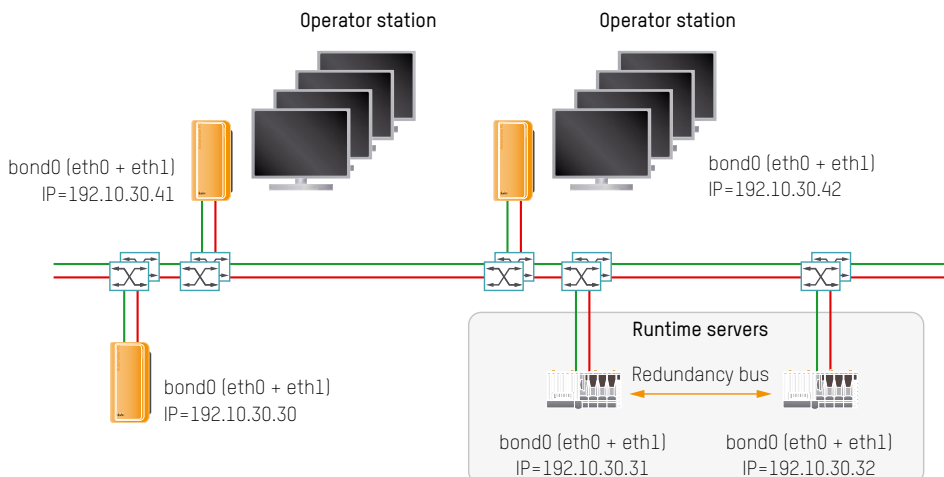 Operator station
Operator station
bond0 (eth0 + eth1)
IP=192.10.30.41
bond0 (eth0 + eth1)
IP=192.10.30.42
Runtime servers
bond0 (eth0 + eth1)
IP=192.10.30.30
Redundancy bus
bond0 (eth0 + eth1)
IP=192.10.30.31
bond0 (eth0 + eth1)
IP=192.10.30.32